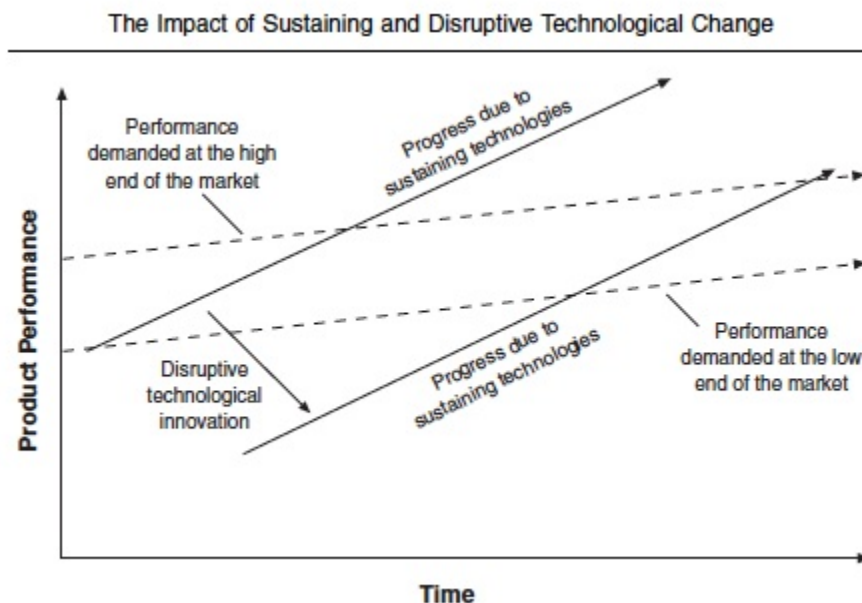 The Impact of Sustaining and Disruptive Technological Change
Performance
demanded at the high
end of the market
Progress due to
sustaining technologies
Product Performance
Disruptive
technological
innovation
Progress due to
sustaining technologies
Performance
demanded at the low
end of the market
Time